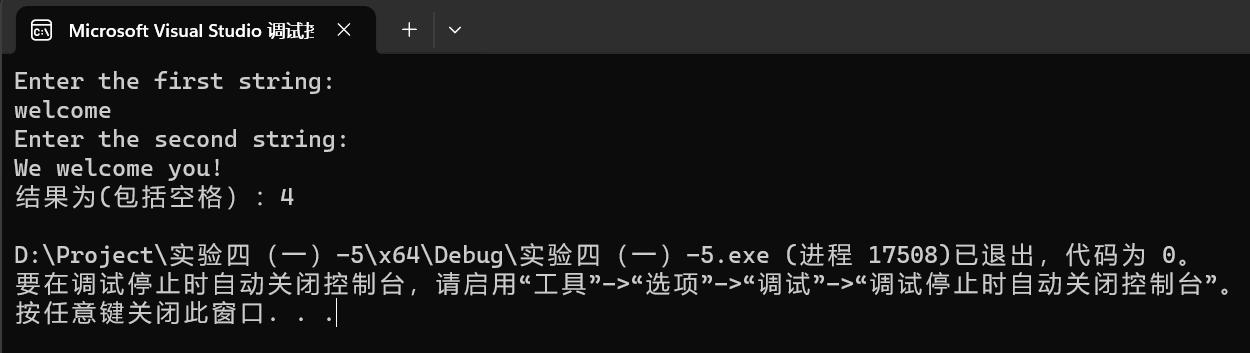 Microsoft Visual Studio 调试
Enter the first string:
welcome
Enter the second string:
We welcome you!
结果为(包括空格）：4
D:\Project\实验四（一）-5\x64\Debug\实验四（一）-5.exe (进程 17508)已退出，代码为 0。
要在调试停止时自动关闭控制台，请启用“工具”->“选项”->“调试”->“调试停止时自动关闭控制台”。
按任意键关闭此窗口. . .